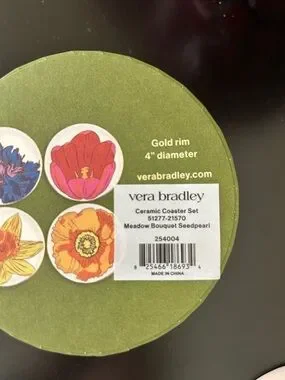 Gold rim
4" diameter
verabradley.com
vera bradley
Ceramic Coaster Set
51277-21570
Meadow Bouquet Seedpearl
254004
8 25466 18693 4
MADE IN CHINA